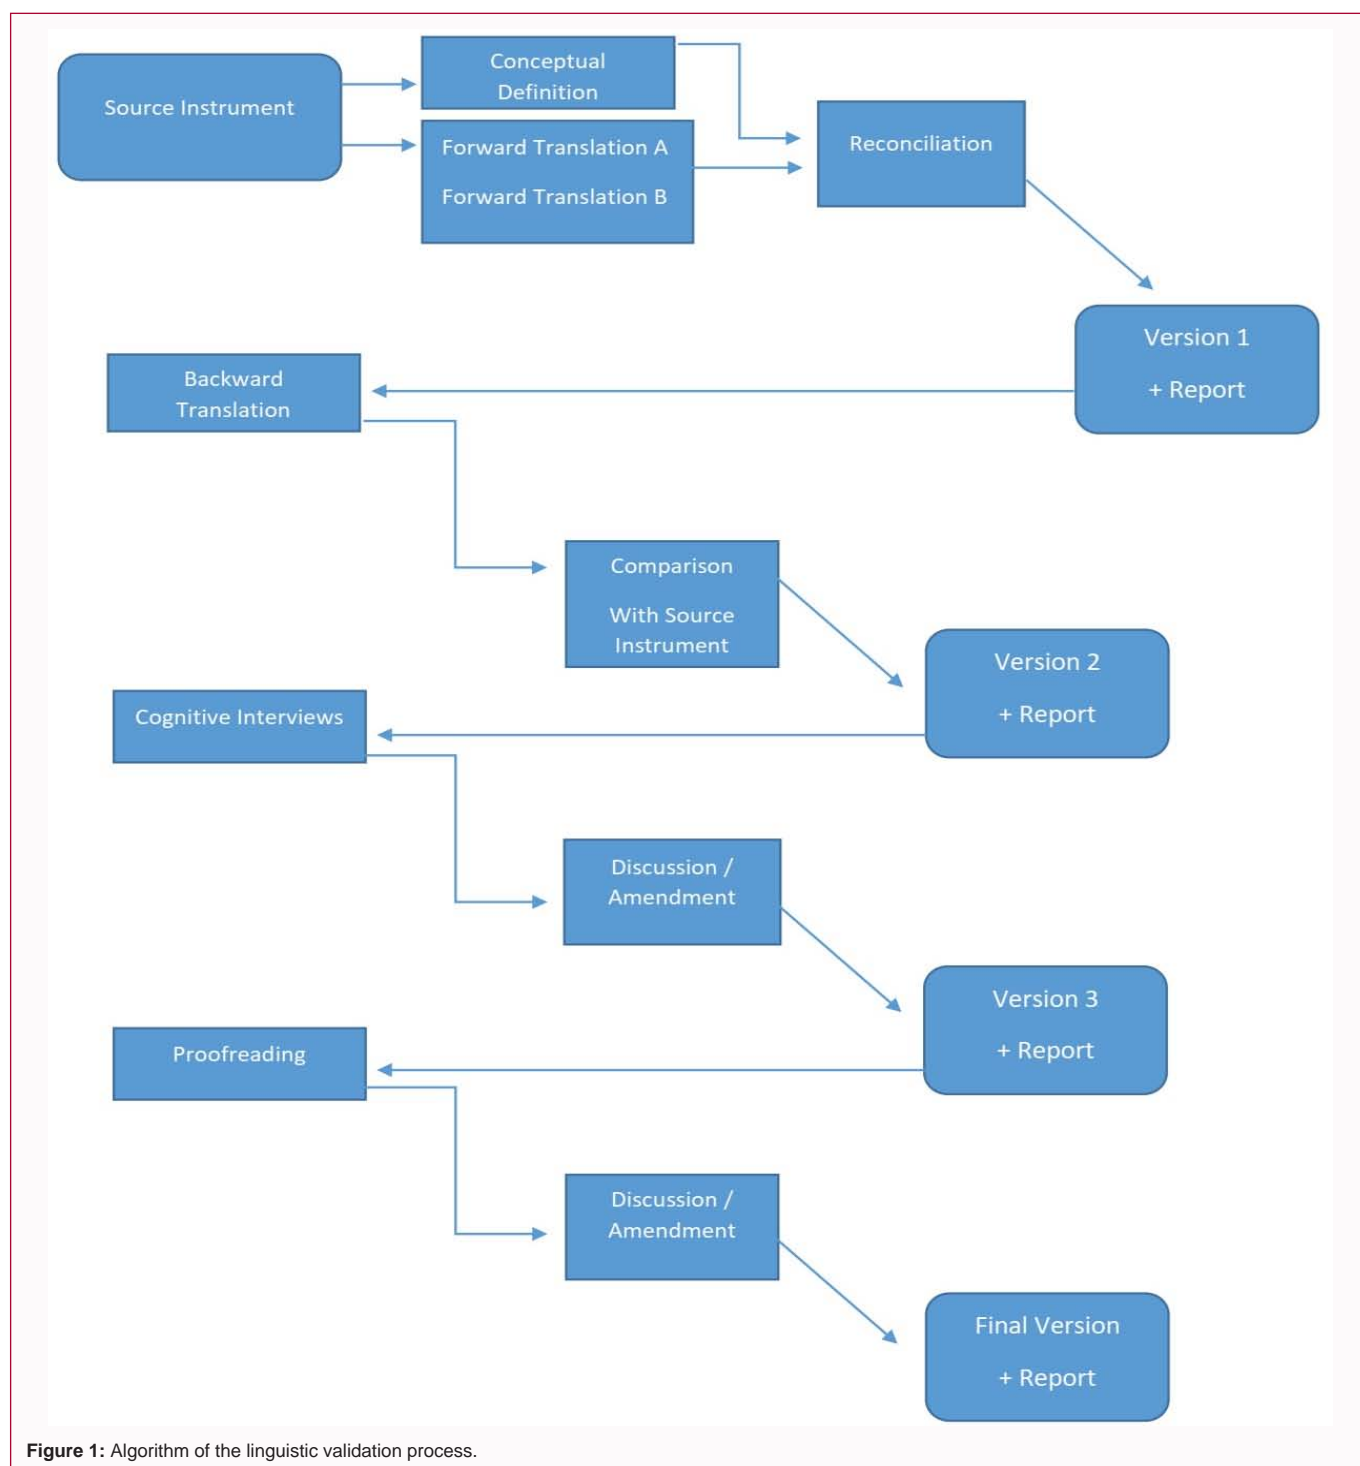 Source Instrument
Conceptual
Definition
Forward Translation A
Forward Translation B
Reconciliation
Version 1
+ Report
Backward
Translation
Comparison
With Source
Instrument
Version 2
+ Report
Cognitive Interviews
Discussion /
Amendment
Version 3
+ Report
Proofreading
Discussion /
Amendment
Final Version
+ Report
Figure 1: Algorithm of the linguistic validation process.